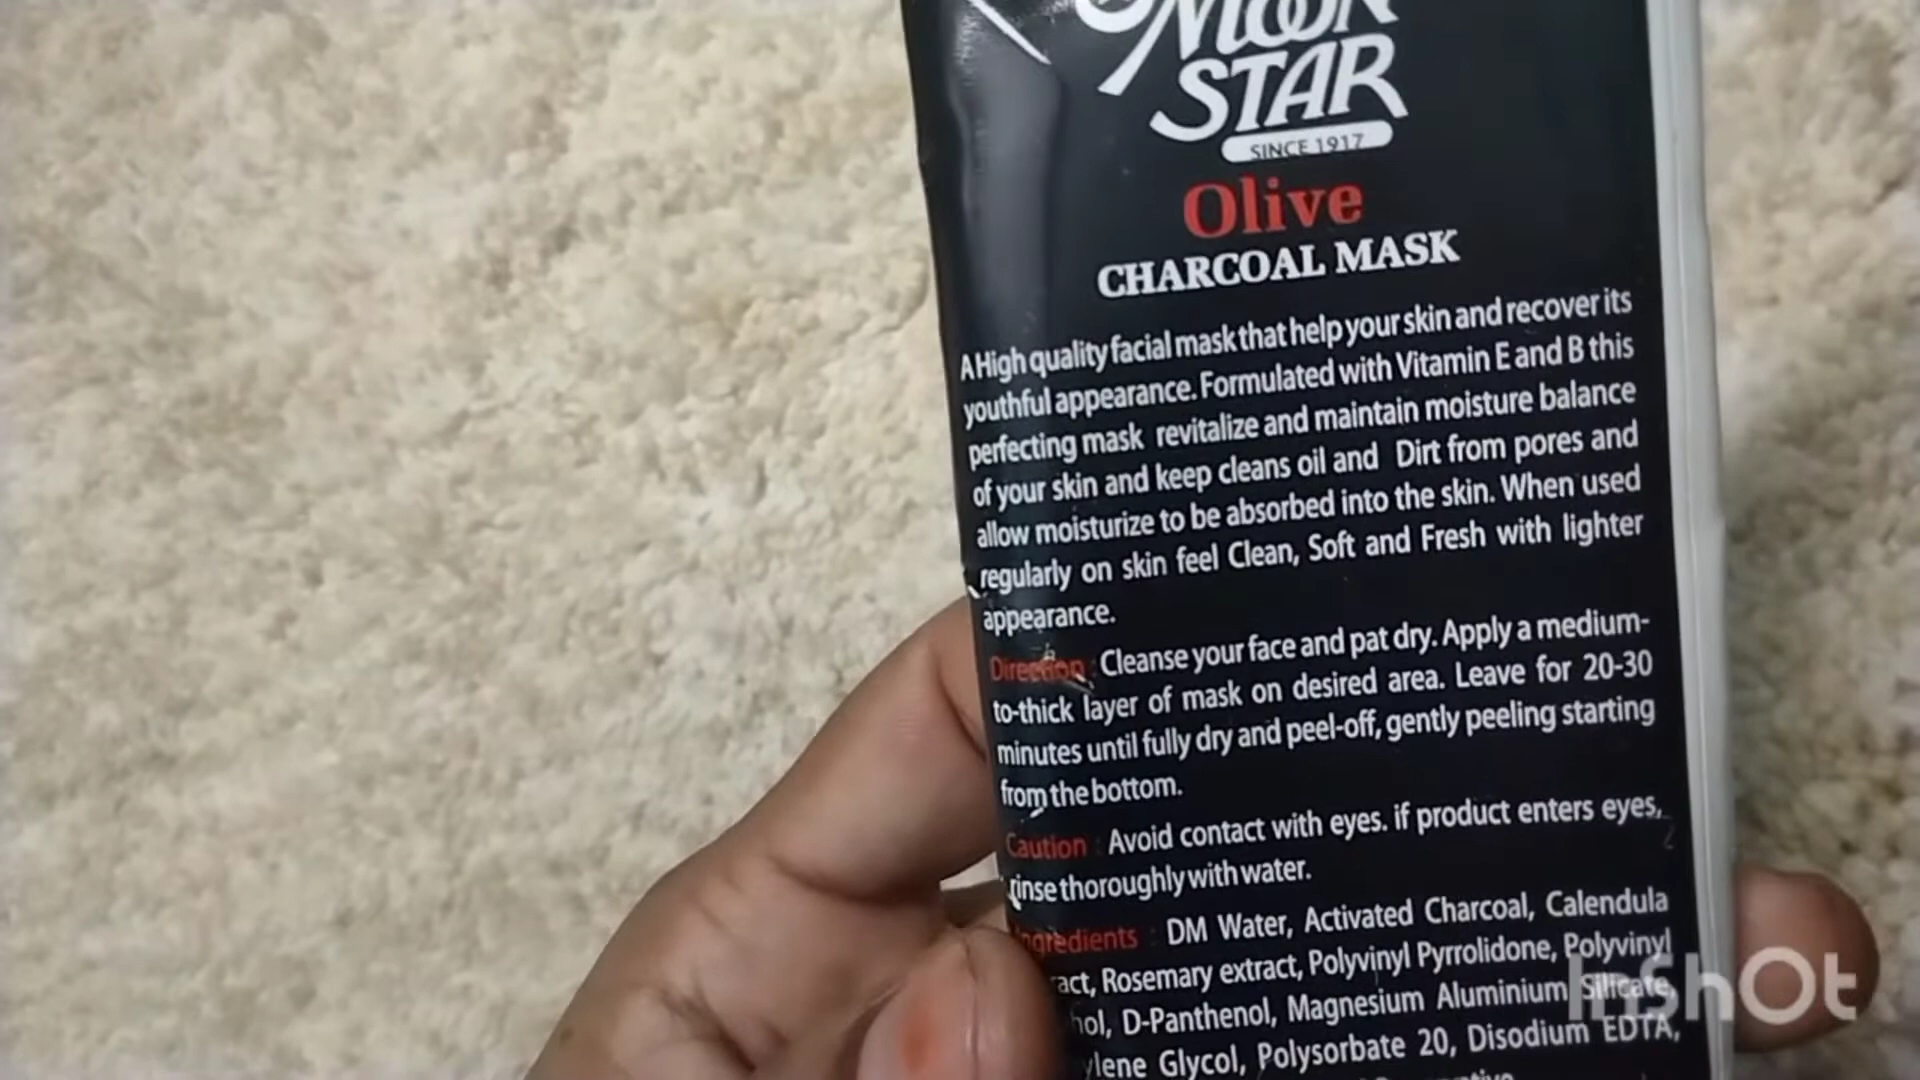 MOON
STAR
SINCE 1917
Olive
CHARCOAL MASK
A High quality facial mask that help your skin and recover its
youthful appearance. Formulated with Vitamin E and B this
perfecting mask revitalize and maintain moisture balance
of your skin and keep cleans oil and Dirt from pores and
allow moisturize to be absorbed into the skin. When used
regularly on skin feel Clean, Soft and Fresh with lighter
appearance.
Direction : Cleanse your face and pat dry. Apply a medium-
to-thick layer of mask on desired area. Leave for 20-30
minutes until fully dry and peel-off, gently peeling starting
from the bottom.
Caution : Avoid contact with eyes. if product enters eyes,
rinse thoroughly with water.
Ingredients : DM Water, Activated Charcoal, Calendula
ract, Rosemary extract, Polyvinyl Pyrrolidone, Polyvinyl
hol, D-Panthenol, Magnesium Aluminium Silicate,
ylene Glycol, Polysorbate 20, Disodium EDTA,
InShOt